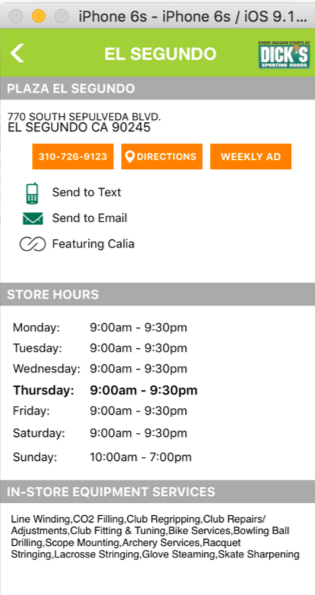 iPhone 6s - iPhone 6s / iOS 9.1...
EL SEGUNDO
EVERY SEASON STARTS AT
DICK'S
SPORTING GOODS
PLAZA EL SEGUNDO
770 SOUTH SEPULVEDA BLVD.
EL SEGUNDO CA 90245
310-726-9123 DIRECTIONS WEEKLY AD
Send to Text
Send to Email
Featuring Calia
STORE HOURS
Monday: 9:00am - 9:30pm
Tuesday: 9:00am - 9:30pm
Wednesday: 9:00am - 9:30pm
Thursday: 9:00am - 9:30pm
Friday: 9:00am - 9:30pm
Saturday: 9:00am - 9:30pm
Sunday: 10:00am - 7:00pm
IN-STORE EQUIPMENT SERVICES
Line Winding,CO2 Filling,Club Regripping,Club Repairs/
Adjustments,Club Fitting & Tuning,Bike Services,Bowling Ball
Drilling,Scope Mounting,Archery Services,Racquet
Stringing,Lacrosse Stringing,Glove Steaming,Skate Sharpening